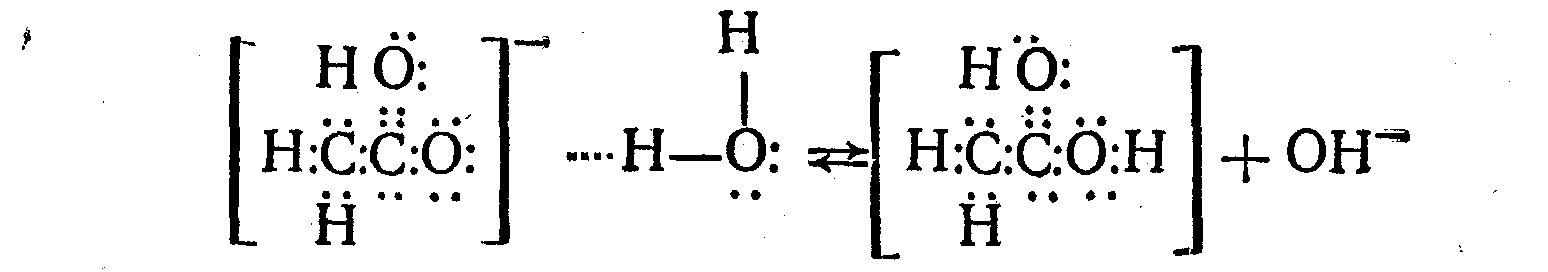 H
[ H Ö: ]⁻ [ H Ö: ]
H:C:C:O: ····H—O: ⇌ H:C:C:O:H + OH⁻
H H